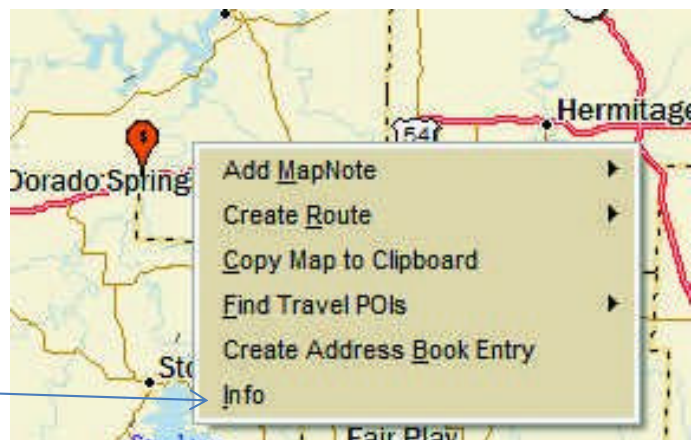 Hermitage
54
Dorado Spring
Add MapNote
Create Route
Copy Map to Clipboard
Find Travel POIs
Create Address Book Entry
Sto
Info
Fair Play